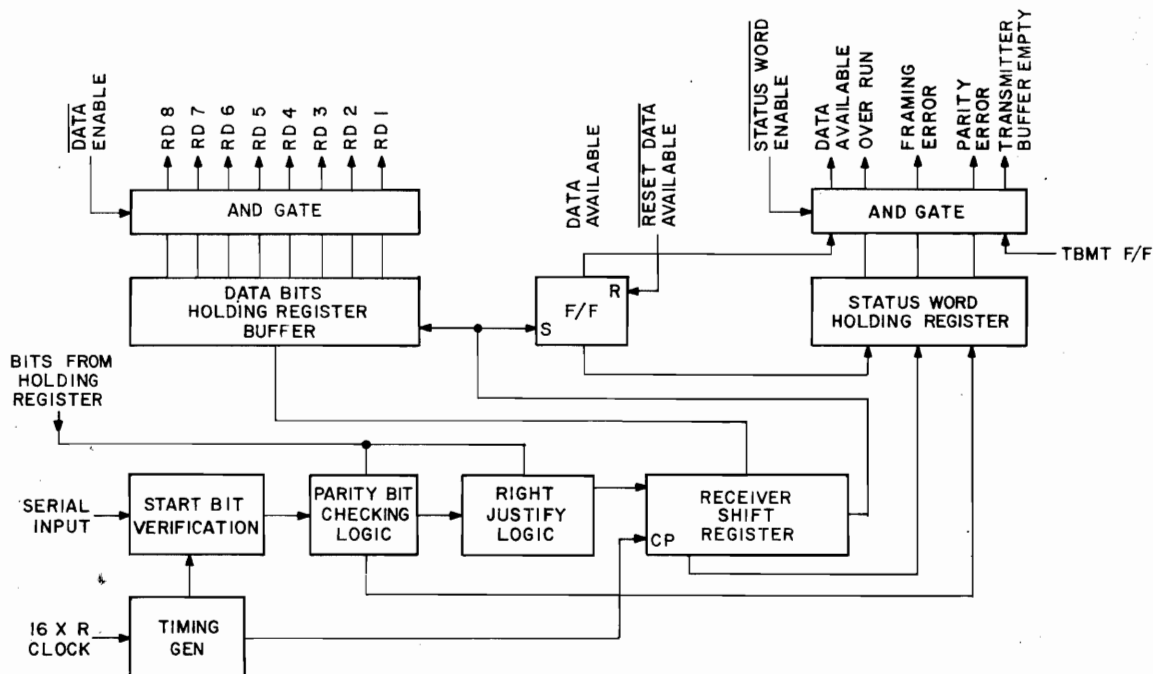 DATA
ENABLE
RD 8
RD 7
RD 6
RD 5
RD 4
RD 3
RD 2
RD 1
DATA
AVAILABLE
RESET DATA
AVAILABLE
STATUS WORD
ENABLE
DATA
AVAILABLE
OVER RUN
FRAMING
ERROR
PARITY
ERROR
TRANSMITTER
BUFFER EMPTY
AND GATE
AND GATE
TBMT F/F
DATA BITS
HOLDING REGISTER
BUFFER
R
F/F
S
STATUS WORD
HOLDING REGISTER
BITS FROM
HOLDING
REGISTER
SERIAL
INPUT
START BIT
VERIFICATION
PARITY BIT
CHECKING
LOGIC
RIGHT
JUSTIFY
LOGIC
RECEIVER
SHIFT
REGISTER
CP
16 X R
CLOCK
TIMING
GEN